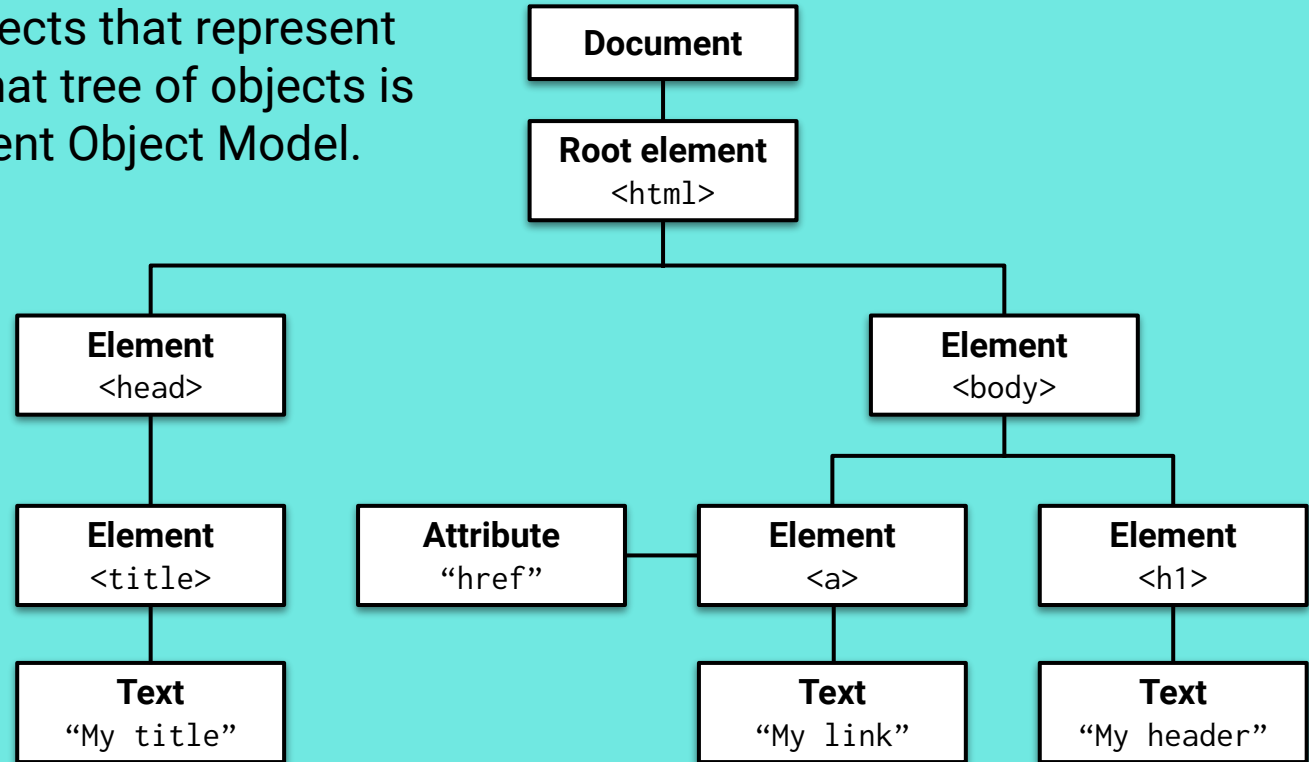 ects that represent
nat tree of objects is
ent Object Model.
Document
Root element
<html>
Element
<head>
Element
<body>
Element
<title>
Attribute
“href”
Element
<a>
Element
<h1>
Text
“My title”
Text
“My link”
Text
“My header”